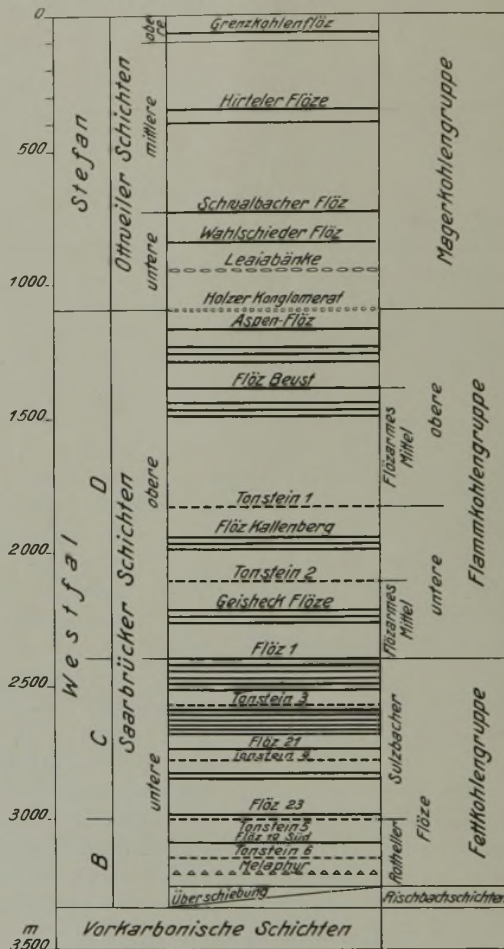 0
500
1000
1500
2000
2500
3000
m
3500
Stefan
Westfal
D
C
B
Ottweiler Schichten
obere
mittlere
untere
Saarbrücker Schichten
obere
untere
Grenzkohlenflöz
Hirteler Flöze
Schwalbacher Flöz
Wahlschieder Flöz
Leaiabänke
Holzer Konglomerat
Aspen-Flöz
Flöz Beust
Tonstein 1
Flöz Kallenberg
Tonstein 2
Geisheck Flöze
Flöz 1
Tonstein 3
Flöz 21
Tonstein 4
Flöz 23
Tonstein 5
Flöz 19 Süd
Tonstein 6
Melaphyr
Überschiebung
Vorkarbonische Schichten
Flözarmes
Mittel
obere
Flözarmes
Mittel
untere
Sulzbacher
Rotheller
Flöze
Rischbachschichten
Magerkohlengruppe
Flammkohlengruppe
Fettkohlengruppe